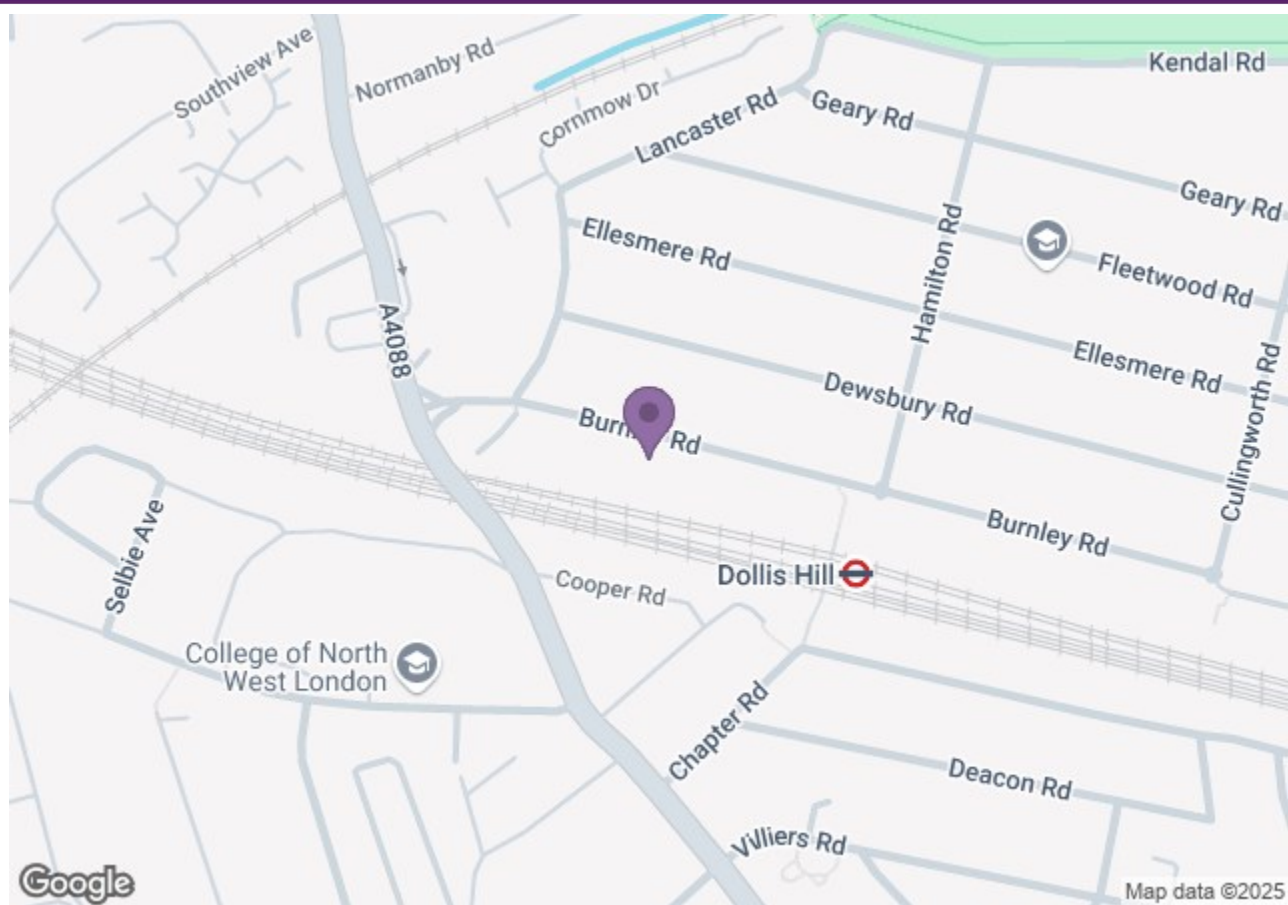 Southview Ave
Normanby Rd
Kendal Rd
Cornmow Dr
Lancaster Rd
Geary Rd
Geary Rd
Ellesmere Rd
Hamilton Rd
Fleetwood Rd
A4088
Ellesmere Rd
Dewsbury Rd
Cullingworth Rd
Rd
Burnley Rd
Selbie Ave
Dollis Hill
Cooper Rd
College of North
West London
Chapter Rd
Deacon Rd
Villiers Rd
Google
Map data ©2025